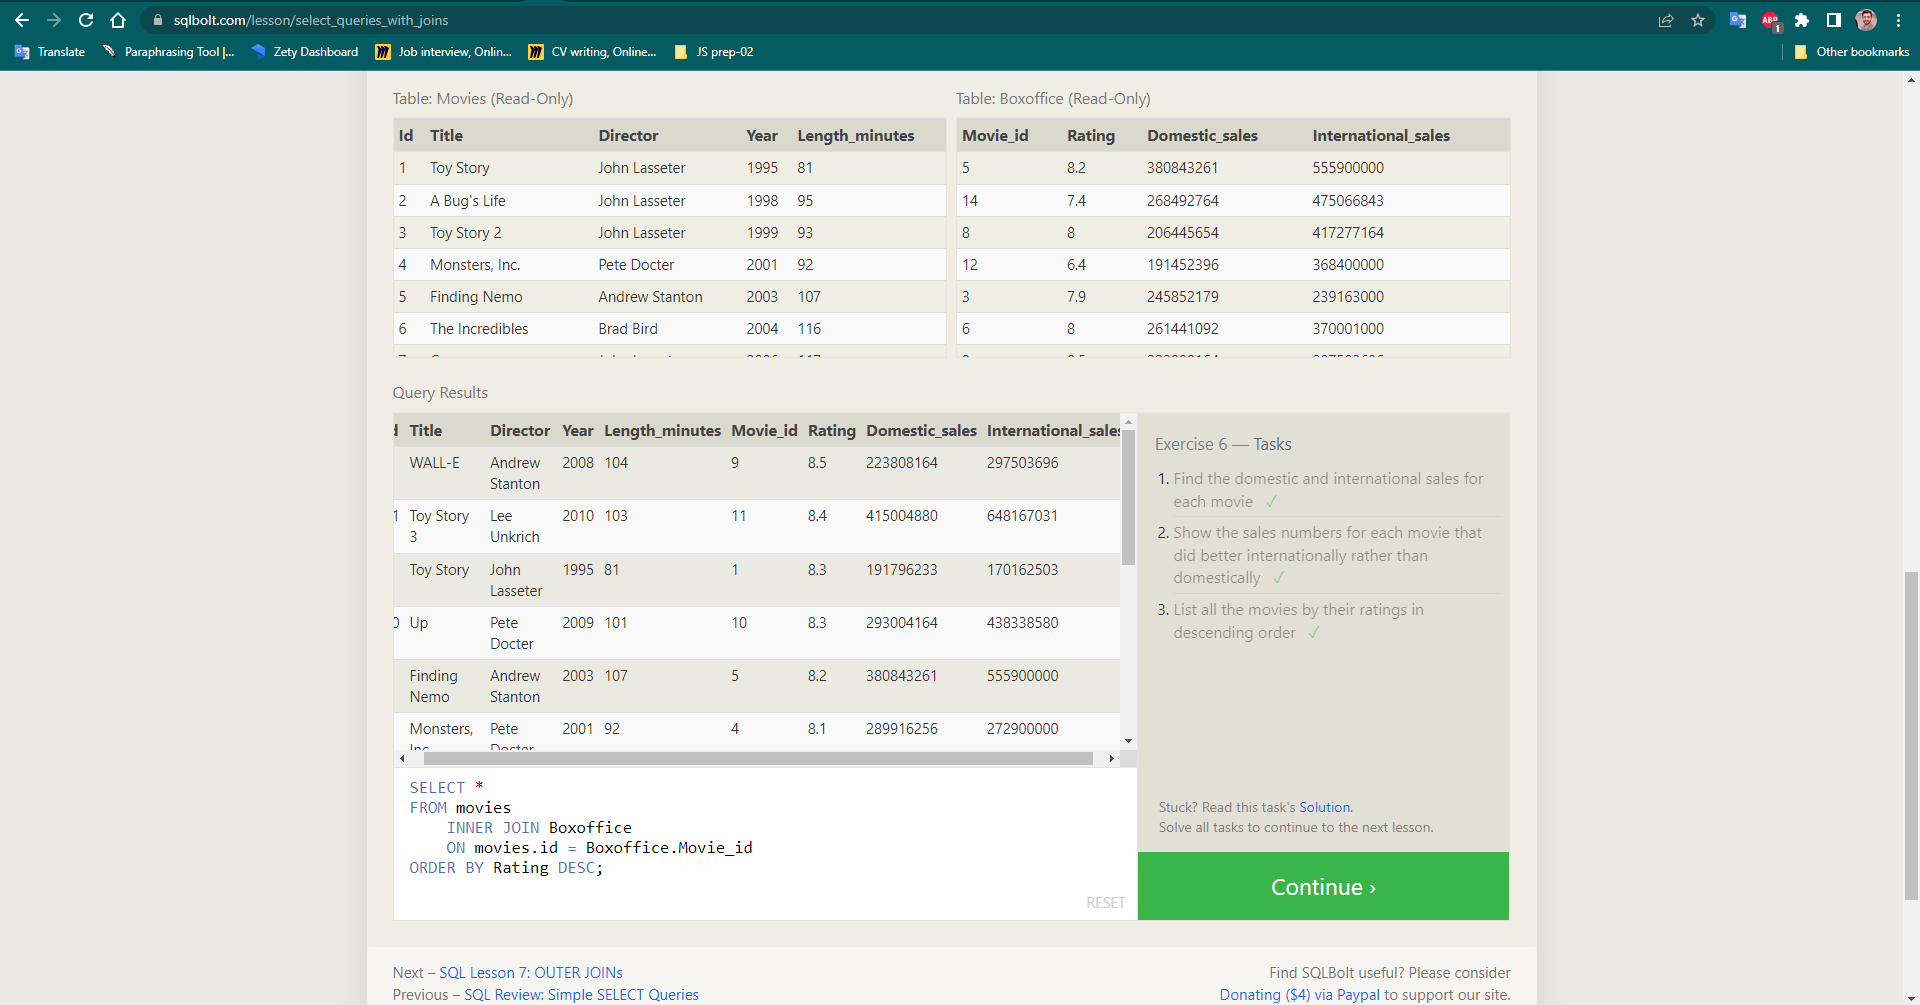 sqlbolt.com/lesson/select_queries_with_joins
Translate Paraphrasing Tool |... Zety Dashboard Job interview, Onlin... CV writing, Online... JS prep-02 Other bookmarks
Table: Movies (Read-Only)
Id Title Director Year Length_minutes
1 Toy Story John Lasseter 1995 81
2 A Bug's Life John Lasseter 1998 95
3 Toy Story 2 John Lasseter 1999 93
4 Monsters, Inc. Pete Docter 2001 92
5 Finding Nemo Andrew Stanton 2003 107
6 The Incredibles Brad Bird 2004 116
Table: Boxoffice (Read-Only)
Movie_id Rating Domestic_sales International_sales
5 8.2 380843261 555900000
14 7.4 268492764 475066843
8 8 206445654 417277164
12 6.4 191452396 368400000
3 7.9 245852179 239163000
6 8 261441092 370001000
Query Results
Title Director Year Length_minutes Movie_id Rating Domestic_sales International_sales
WALL-E Andrew Stanton 2008 104 9 8.5 223808164 297503696
Toy Story 3 Lee Unkrich 2010 103 11 8.4 415004880 648167031
Toy Story John Lasseter 1995 81 1 8.3 191796233 170162503
Up Pete Docter 2009 101 10 8.3 293004164 438338580
Finding Nemo Andrew Stanton 2003 107 5 8.2 380843261 555900000
Monsters, Inc Pete Docter 2001 92 4 8.1 289916256 272900000
SELECT *
FROM movies
INNER JOIN Boxoffice
ON movies.id = Boxoffice.Movie_id
ORDER BY Rating DESC;
RESET
Exercise 6 — Tasks
1. Find the domestic and international sales for
each movie ✓
2. Show the sales numbers for each movie that
did better internationally rather than
domestically ✓
3. List all the movies by their ratings in
descending order ✓
Stuck? Read this task's Solution.
Solve all tasks to continue to the next lesson.
Continue ›
Next – SQL Lesson 7: OUTER JOINs
Previous – SQL Review: Simple SELECT Queries
Find SQLBolt useful? Please consider
Donating ($4) via Paypal to support our site.